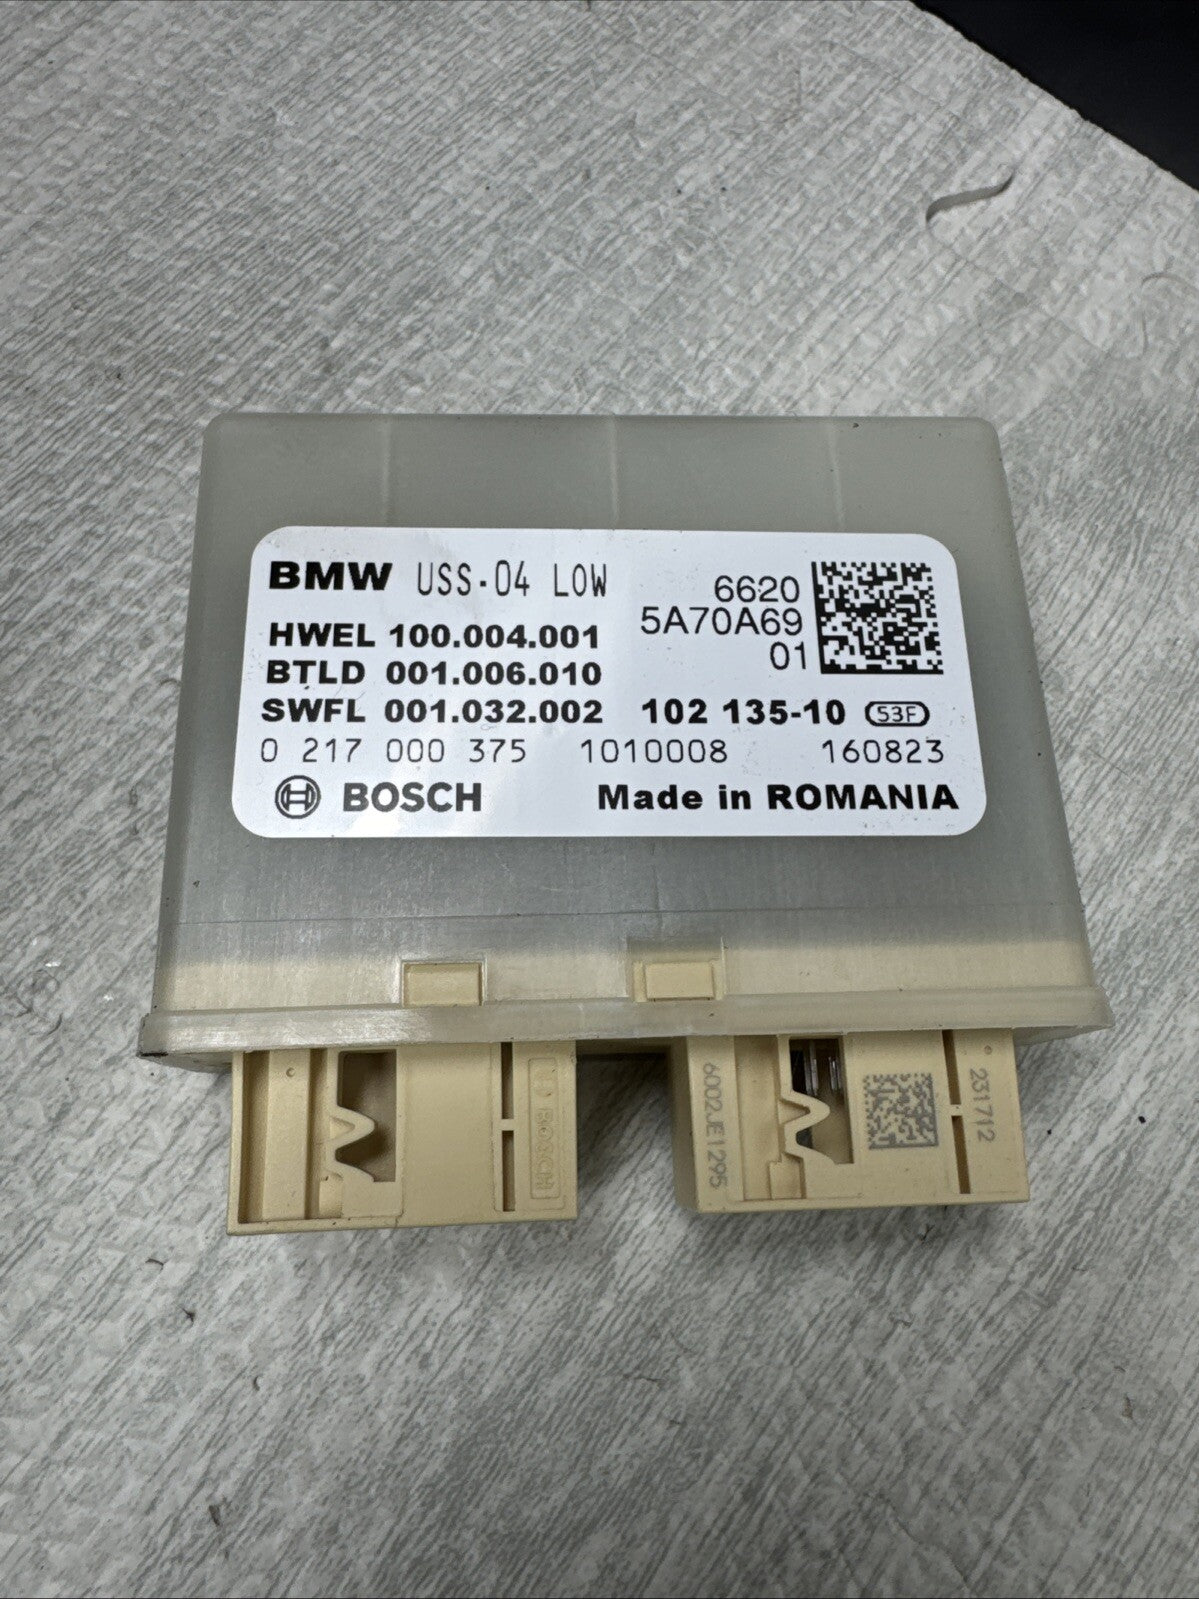 BMW USS-04 LOW
6620
5A70A69
01
HWEL 100.004.001
BTLD 001.006.010
SWFL 001.032.002 102 135-10 S3F
0 217 000 375 1010008 160823
BOSCH Made in ROMANIA
BOSCH
6002JE1295
231712